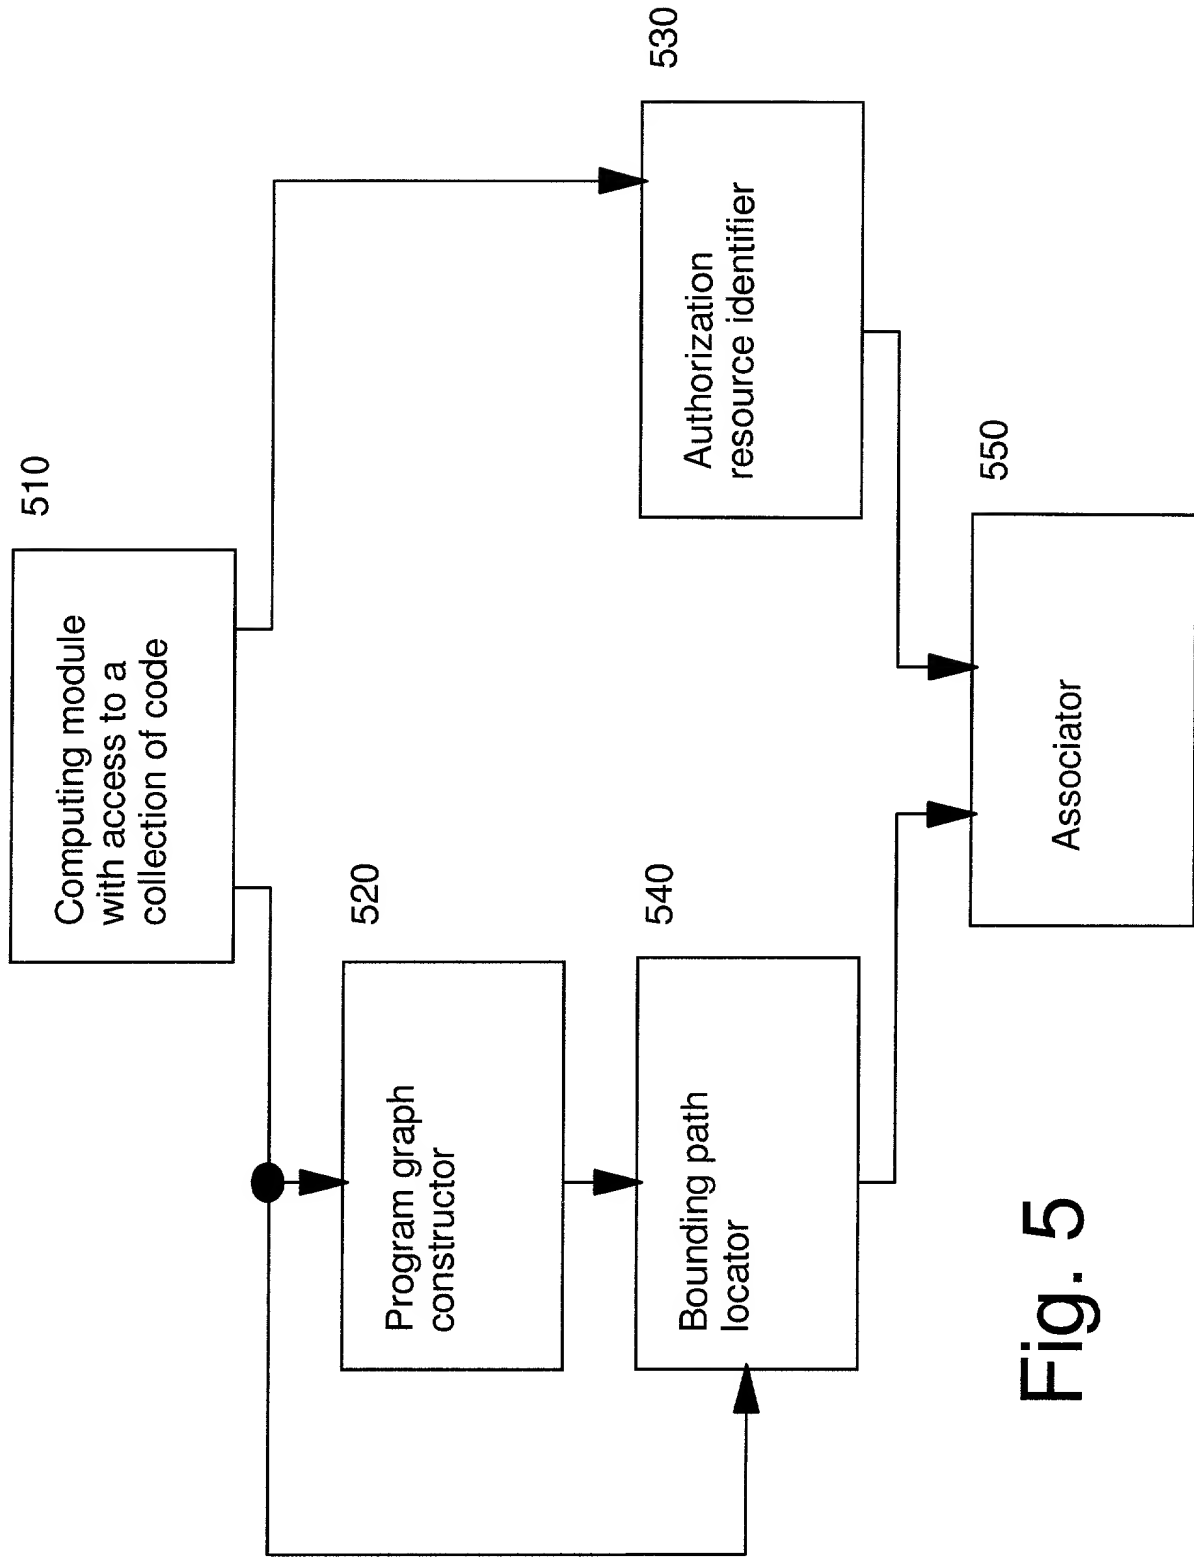 510
Computing module
with access to a
collection of code
520
Program graph
constructor
530
Authorization
resource identifier
540
Bounding path
locator
550
Associator
Fig. 5